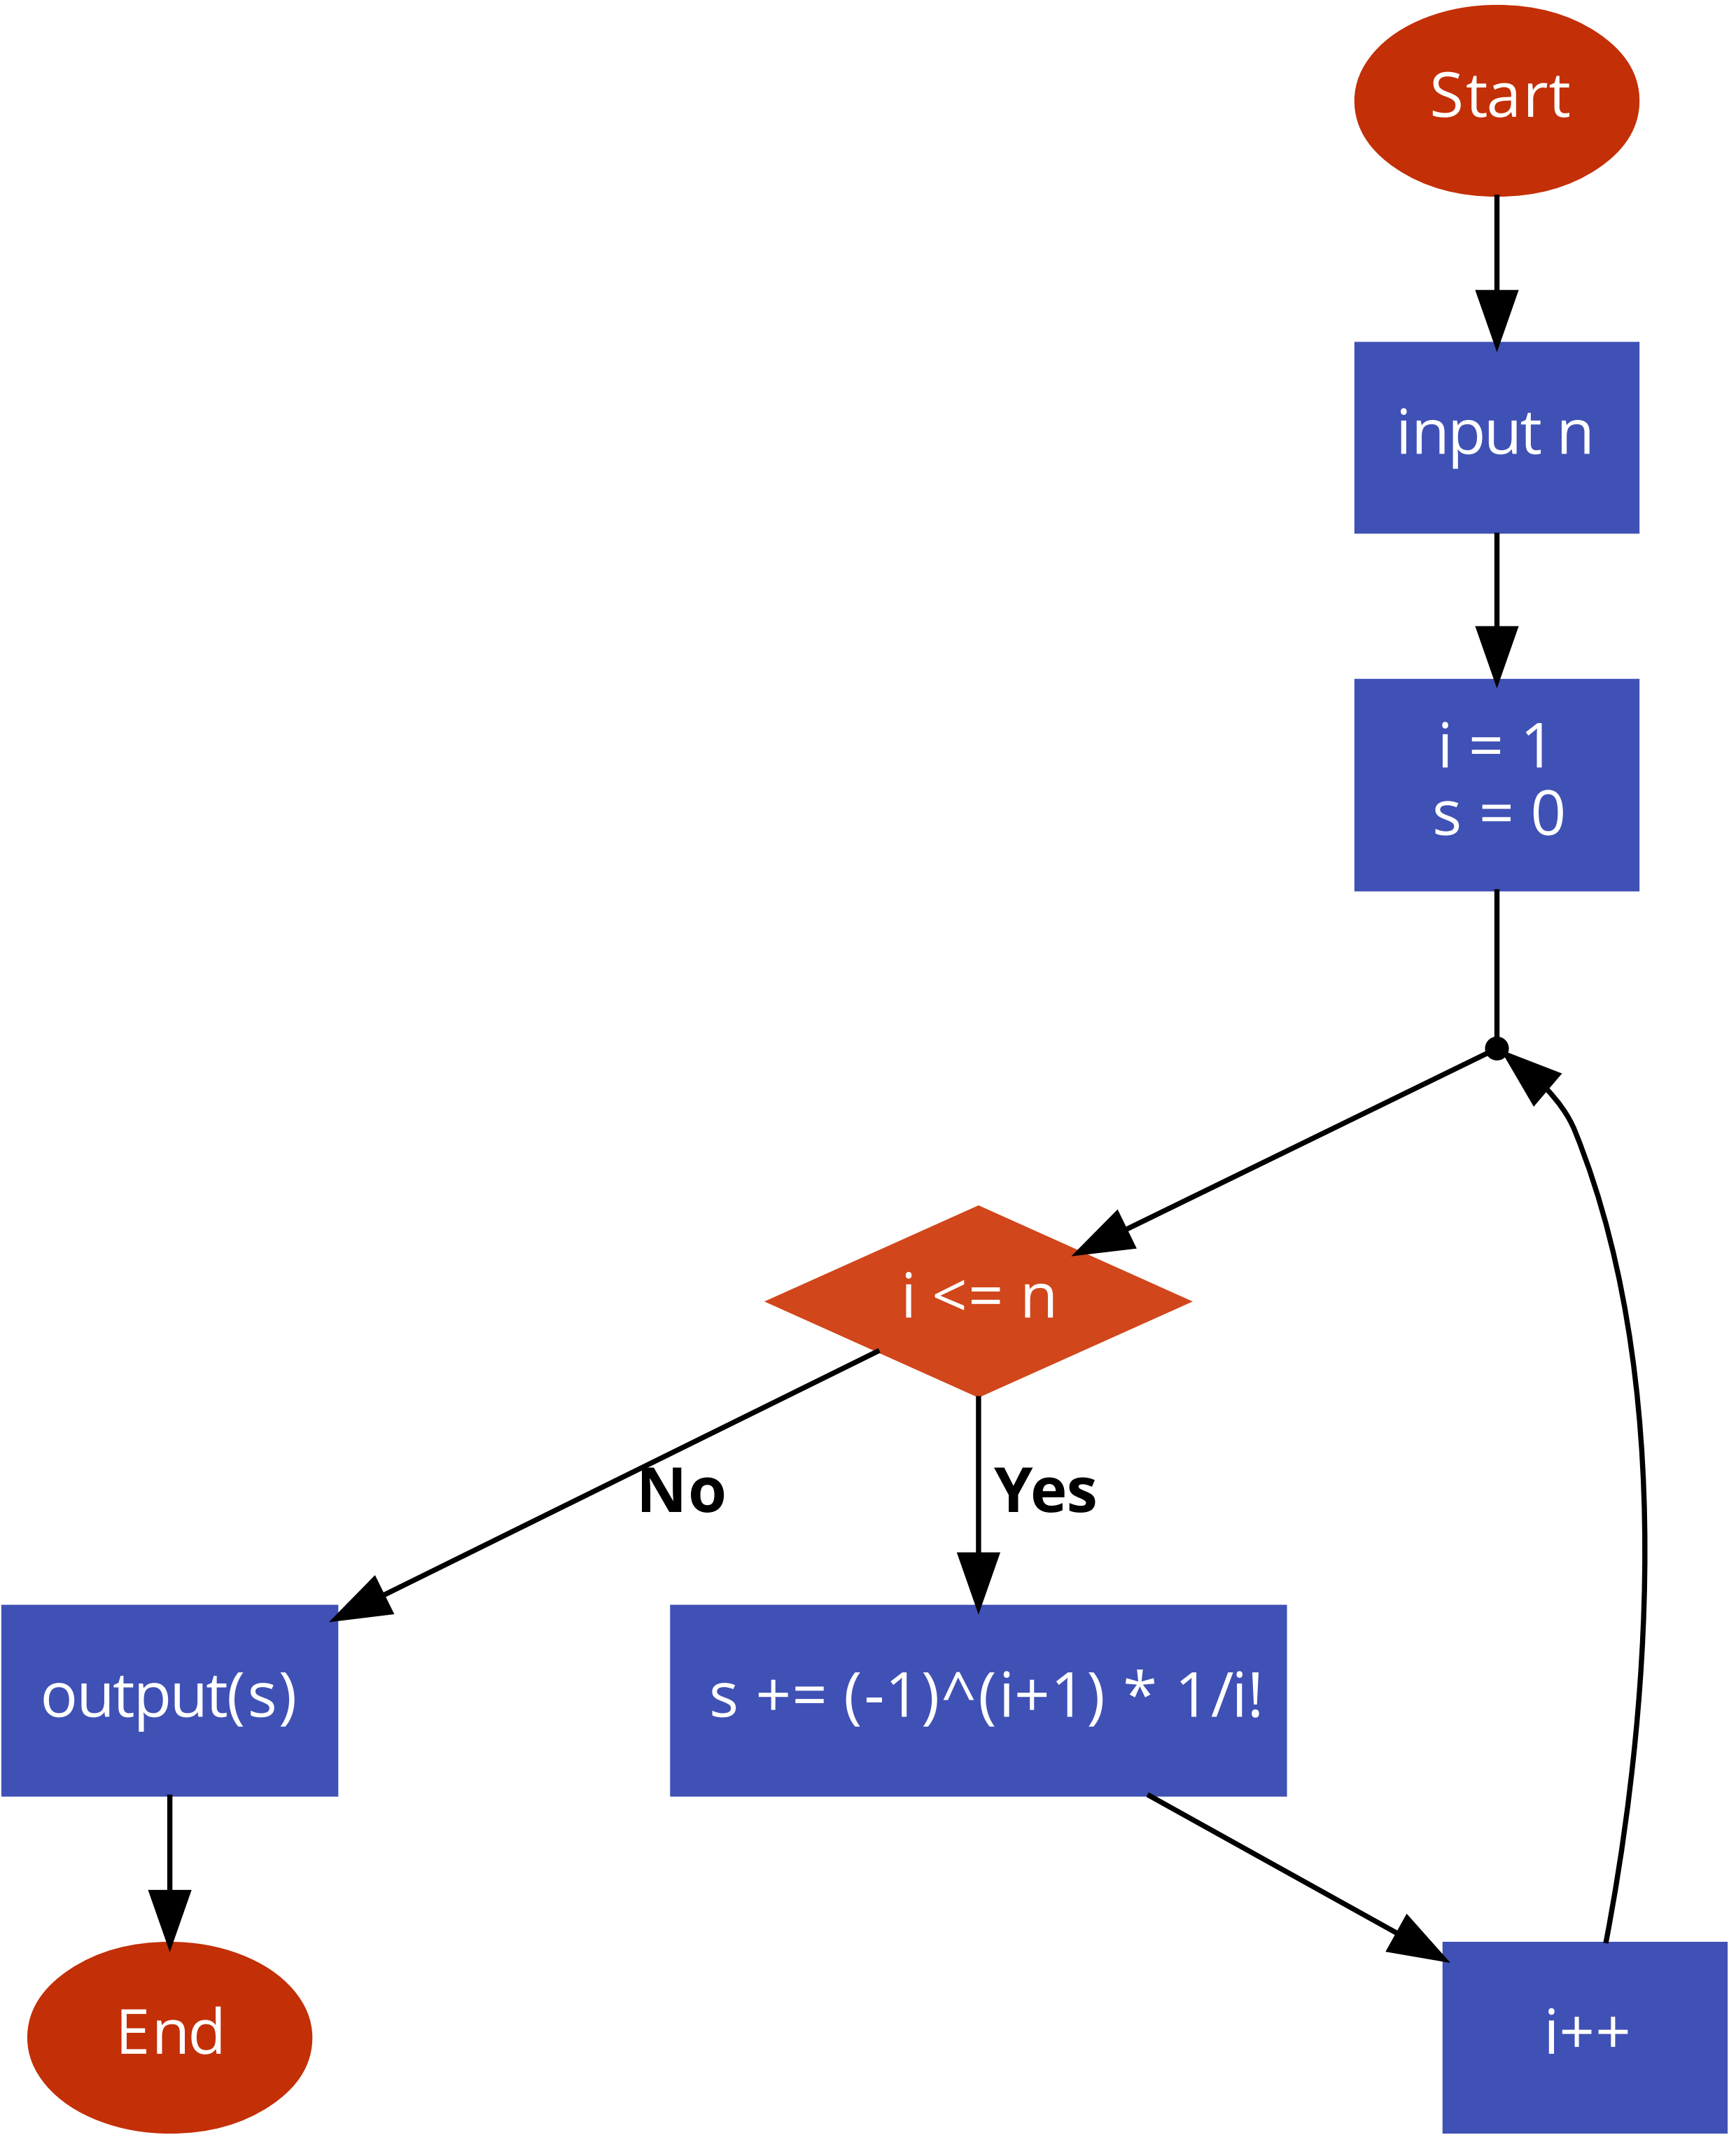 Start
input n
i = 1
s = 0
i <= n
No
Yes
output(s)
s += (-1)^(i+1) * 1/i!
End
i++